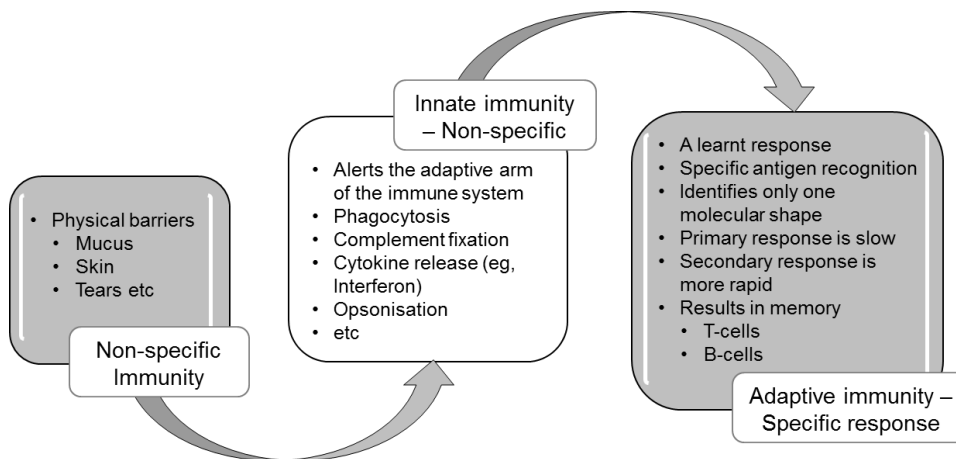 • Physical barriers
• Mucus
• Skin
• Tears etc
Non-specific
Immunity
Innate immunity
– Non-specific
• Alerts the adaptive arm
of the immune system
• Phagocytosis
• Complement fixation
• Cytokine release (eg,
Interferon)
• Opsonisation
• etc
• A learnt response
• Specific antigen recognition
• Identifies only one
molecular shape
• Primary response is slow
• Secondary response is
more rapid
• Results in memory
• T-cells
• B-cells
Adaptive immunity –
Specific response